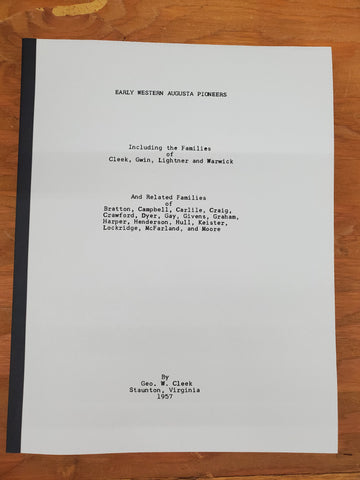 EARLY WESTERN AUGUSTA PIONEERS
Including the Families
of
Cleek, Gwin, Lightner and Warwick
And Related Families
of
Bratton, Campbell, Carlile, Craig,
Crawford, Dyer, Gay, Givens, Graham,
Harper, Henderson, Hull, Keister,
Lockridge, McFarland, and Moore
By
Geo. W. Cleek
Staunton, Virginia
1957